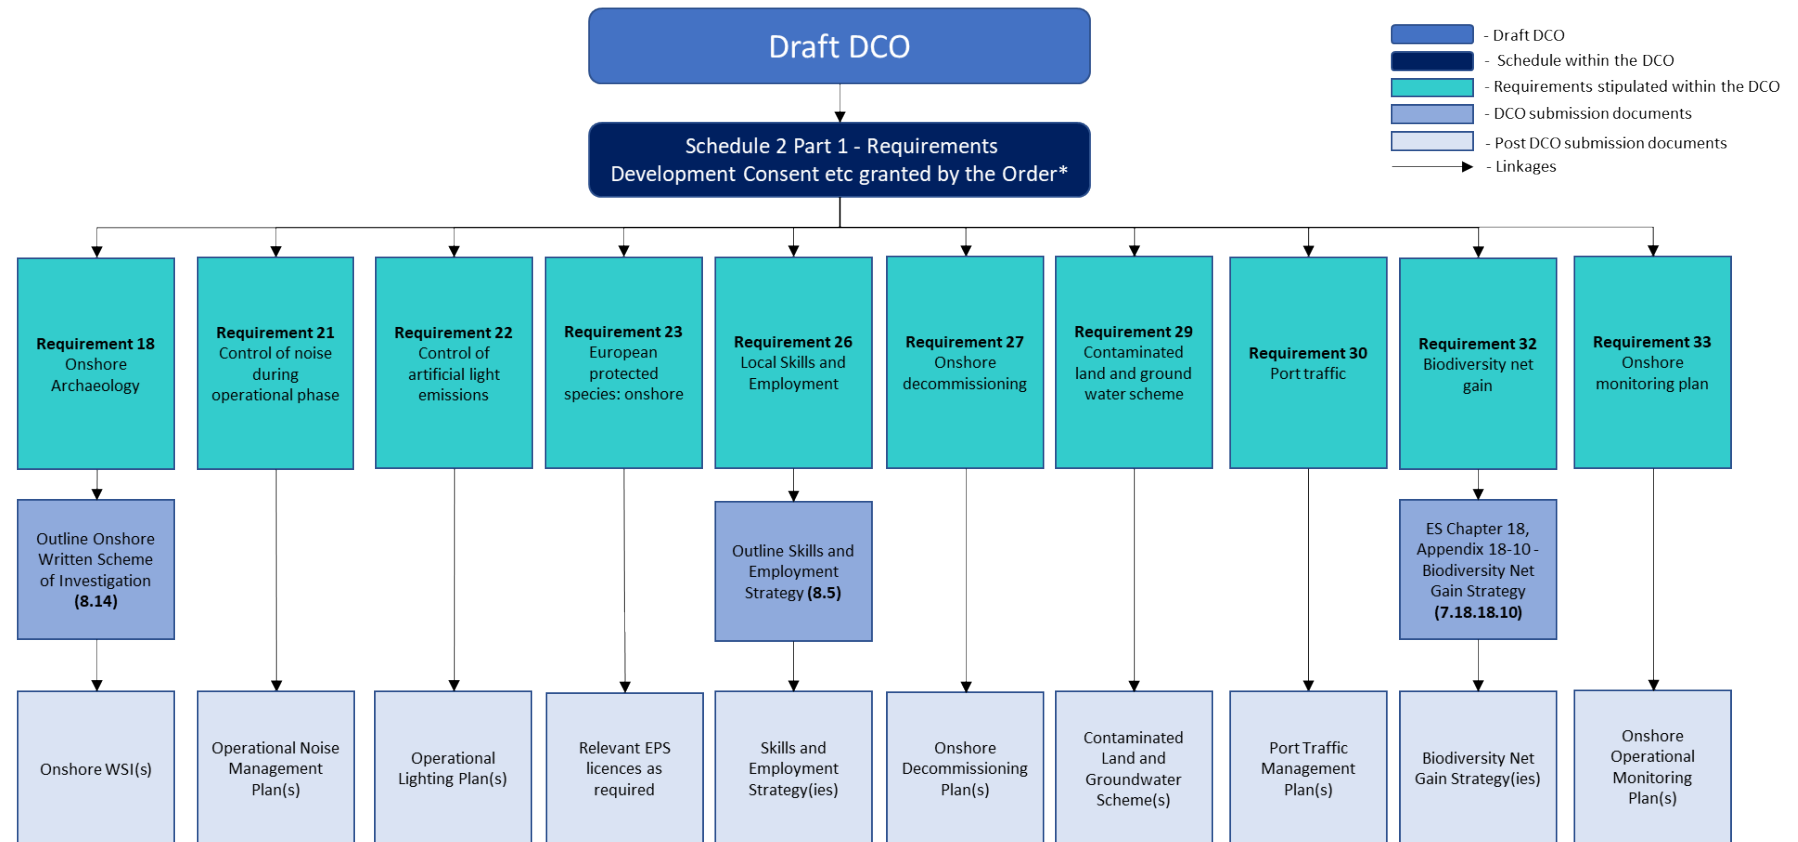 Draft DCO
- Draft DCO
- Schedule within the DCO
- Requirements stipulated within the DCO
- DCO submission documents
- Post DCO submission documents
- Linkages
Schedule 2 Part 1 - Requirements
Development Consent etc granted by the Order*
Requirement 18
Onshore
Archaeology
Requirement 21
Control of noise
during
operational phase
Requirement 22
Control of
artificial light
emissions
Requirement 23
European
protected
species: onshore
Requirement 26
Local Skills and
Employment
Requirement 27
Onshore
decommissioning
Requirement 29
Contaminated
land and ground
water scheme
Requirement 30
Port traffic
Requirement 32
Biodiversity net
gain
Requirement 33
Onshore
monitoring plan
Outline Onshore
Written Scheme
of Investigation
(8.14)
Outline Skills and
Employment
Strategy (8.5)
ES Chapter 18,
Appendix 18-10 -
Biodiversity Net
Gain Strategy
(7.18.18.10)
Onshore WSI(s)
Operational Noise
Management
Plan(s)
Operational
Lighting Plan(s)
Relevant EPS
licences as
required
Skills and
Employment
Strategy(ies)
Onshore
Decommissioning
Plan(s)
Contaminated
Land and
Groundwater
Scheme(s)
Port Traffic
Management
Plan(s)
Biodiversity Net
Gain Strategy(ies)
Onshore
Operational
Monitoring
Plan(s)